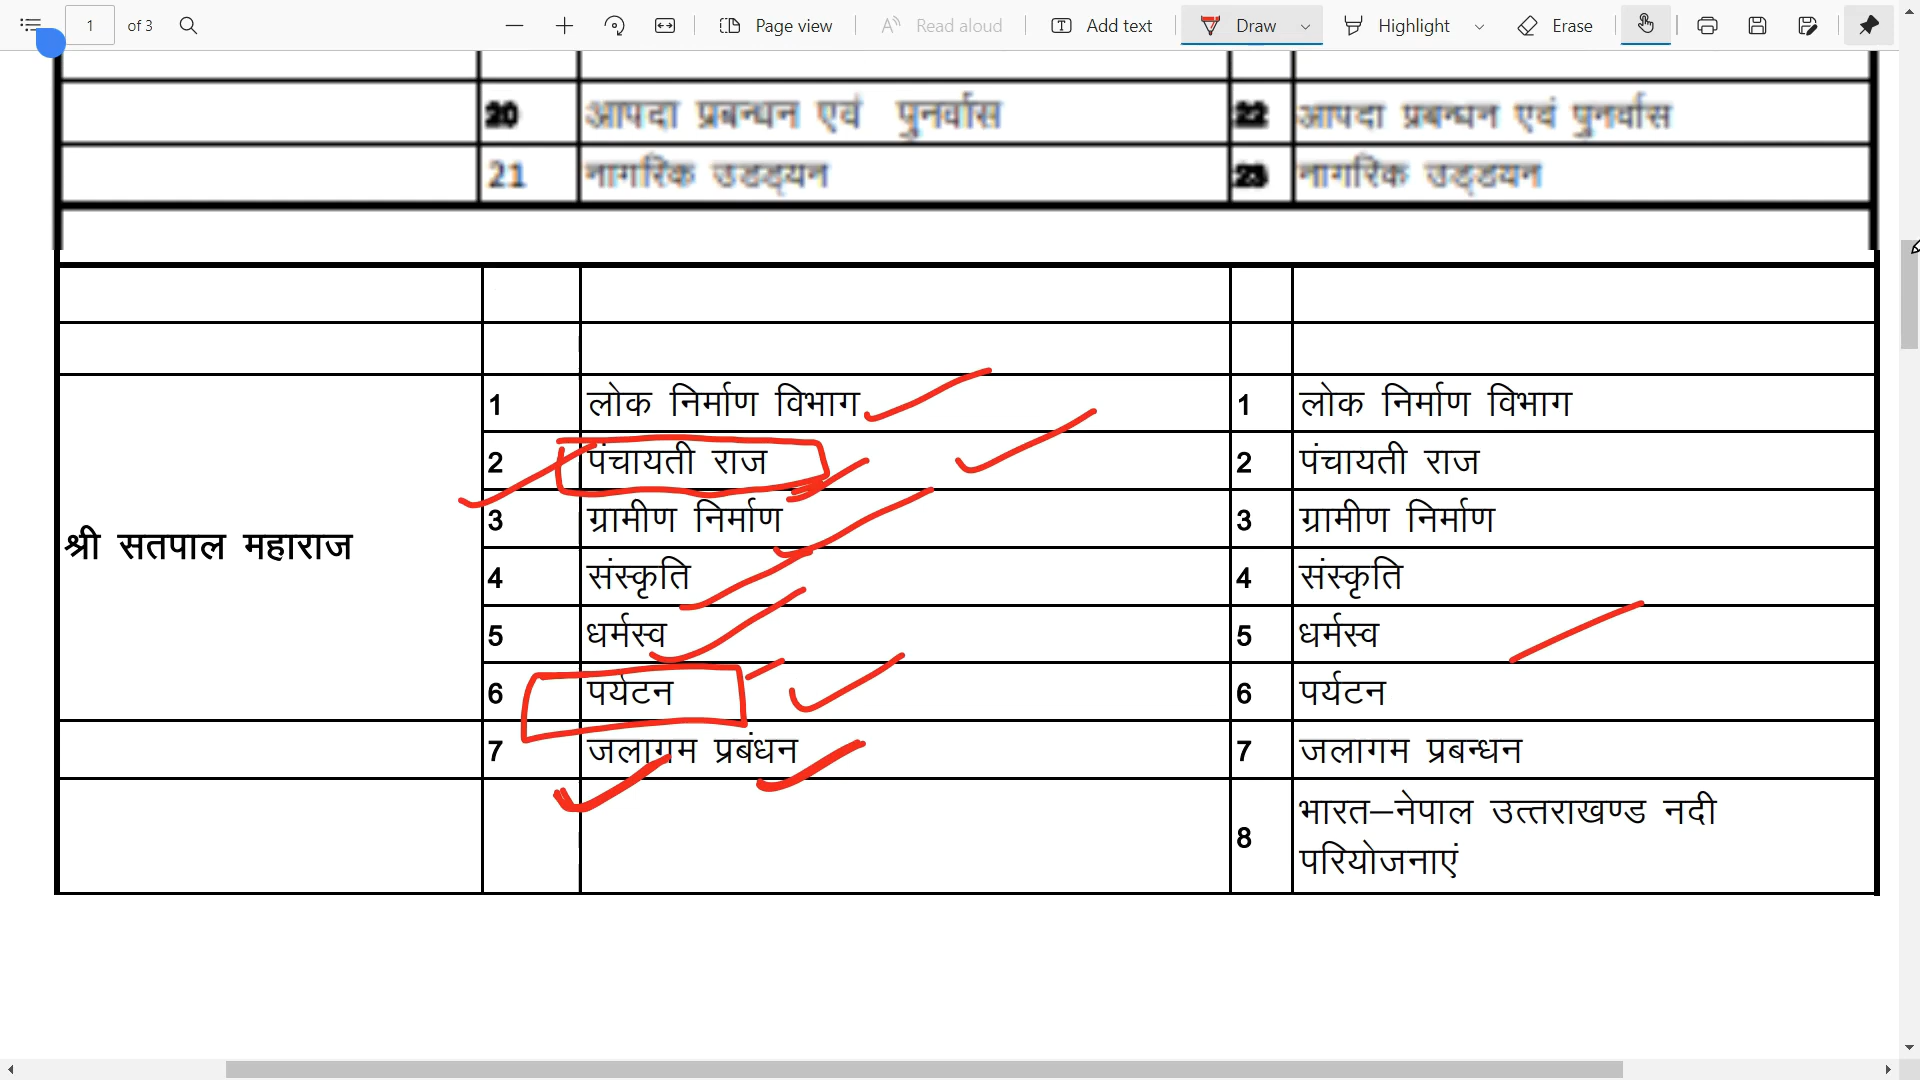 1 of 3 Page view Read aloud Add text Draw Highlight Erase
20 आपदा प्रबन्धन एवं पुनर्वास 22 आपदा प्रबन्धन एवं पुनर्वास
21 नागरिक उडड्यन 23 नागरिक उड्डयन
1 लोक निर्माण विभाग 1 लोक निर्माण विभाग
2 पंचायती राज 2 पंचायती राज
3 ग्रामीण निर्माण 3 ग्रामीण निर्माण
श्री सतपाल महाराज
4 संस्कृति 4 संस्कृति
5 धर्मस्व 5 धर्मस्व
6 पर्यटन 6 पर्यटन
7 जलागम प्रबंधन 7 जलागम प्रबन्धन
8 भारत–नेपाल उत्तराखण्ड नदी
परियोजनाएं